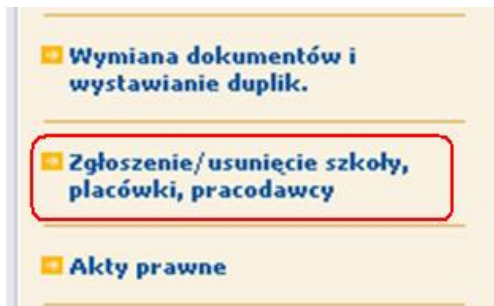 Wymiana dokumentów i
wystawianie duplik.
Zgłoszenie/usunięcie szkoły,
placówki, pracodawcy
Akty prawne